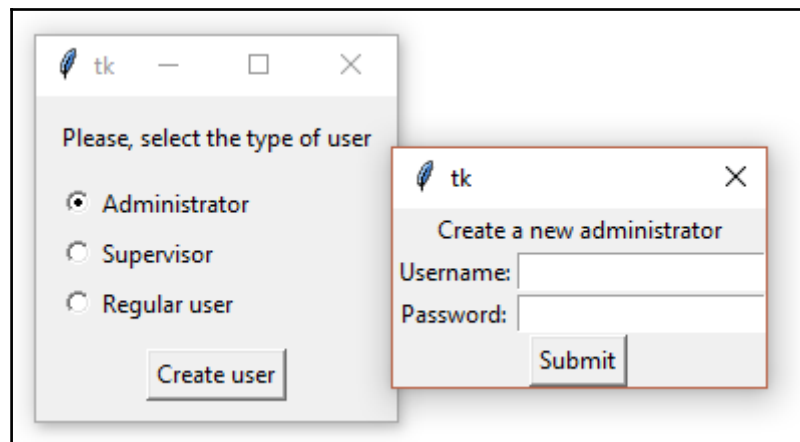 tk
Please, select the type of user
Administrator
Supervisor
Regular user
Create user
tk
Create a new administrator
Username:
Password:
Submit